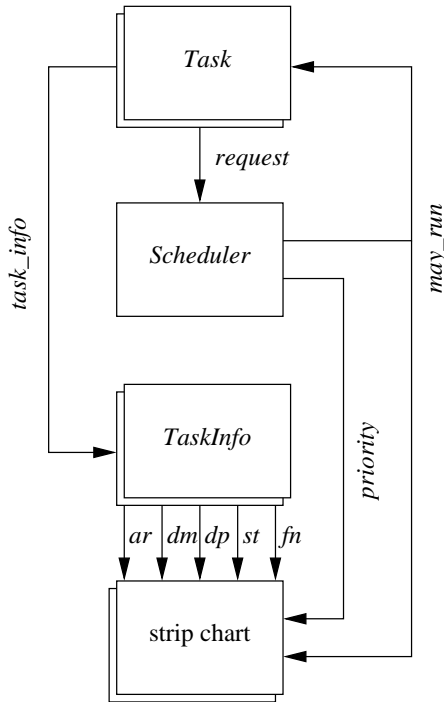 Task
request
task_info
may_run
Scheduler
TaskInfo
priority
ar
dm
dp
st
fn
strip chart